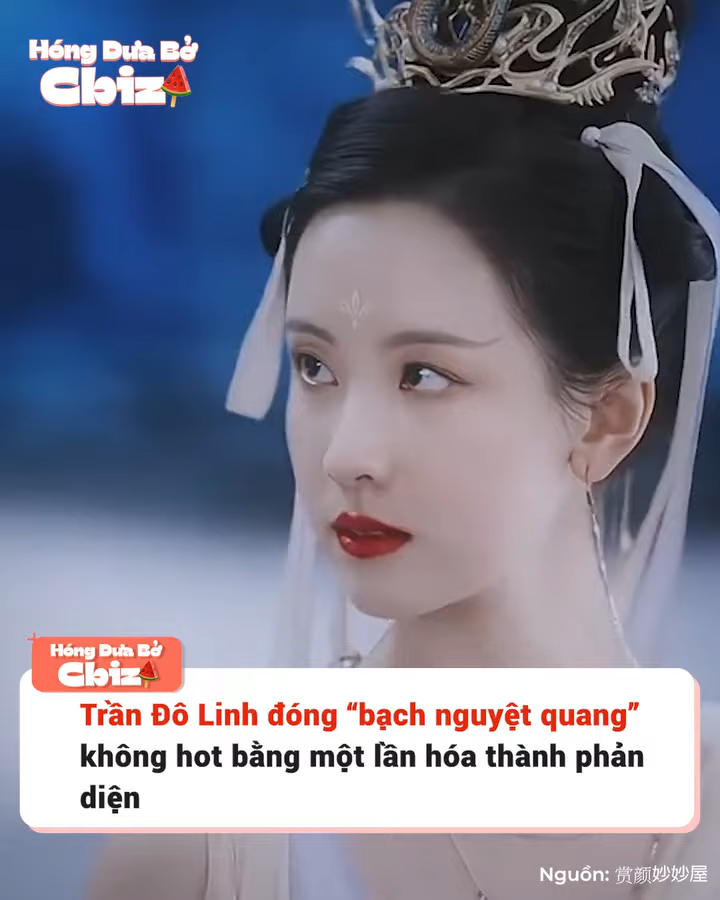 Hóng Dưa Bở
Cbiz
Hóng Dưa Bở
Cbiz
Trần Đô Linh đóng “bạch nguyệt quang”
không hot bằng một lần hóa thành phản
diện
Nguồn: 赏颜妙妙屋